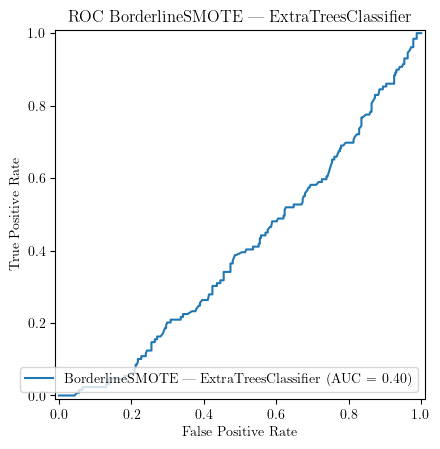 ROC BorderlineSMOTE — ExtraTreesClassifier
1.0
0.8
0.6
0.4
0.2
0.0
True Positive Rate
BorderlineSMOTE — ExtraTreesClassifier (AUC = 0.40)
0.0 0.2 0.4 0.6 0.8 1.0
False Positive Rate